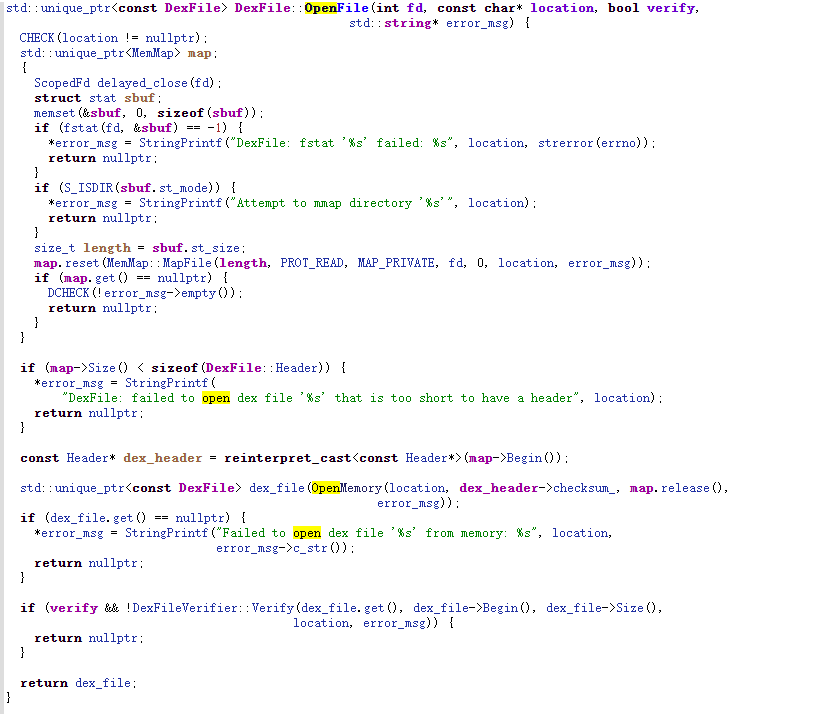 std::unique_ptr<const DexFile> DexFile::OpenFile(int fd, const char* location, bool verify,
                                                 std::string* error_msg) {
  CHECK(location != nullptr);
  std::unique_ptr<MemMap> map;
  {
    ScopedFd delayed_close(fd);
    struct stat sbuf;
    memset(&sbuf, 0, sizeof(sbuf));
    if (fstat(fd, &sbuf) == -1) {
      *error_msg = StringPrintf("DexFile: fstat '%s' failed: %s", location, strerror(errno));
      return nullptr;
    }
    if (S_ISDIR(sbuf.st_mode)) {
      *error_msg = StringPrintf("Attempt to mmap directory '%s'", location);
      return nullptr;
    }
    size_t length = sbuf.st_size;
    map.reset(MemMap::MapFile(length, PROT_READ, MAP_PRIVATE, fd, 0, location, error_msg));
    if (map.get() == nullptr) {
      DCHECK(!error_msg->empty());
      return nullptr;
    }
  }

  if (map->Size() < sizeof(DexFile::Header)) {
    *error_msg = StringPrintf(
        "DexFile: failed to open dex file '%s' that is too short to have a header", location);
    return nullptr;
  }

  const Header* dex_header = reinterpret_cast<const Header*>(map->Begin());

  std::unique_ptr<const DexFile> dex_file(OpenMemory(location, dex_header->checksum_, map.release(),
                                                     error_msg));
  if (dex_file.get() == nullptr) {
    *error_msg = StringPrintf("Failed to open dex file '%s' from memory: %s", location,
                              error_msg->c_str());
    return nullptr;
  }

  if (verify && !DexFileVerifier::Verify(dex_file.get(), dex_file->Begin(), dex_file->Size(),
                                         location, error_msg)) {
    return nullptr;
  }

  return dex_file;
}